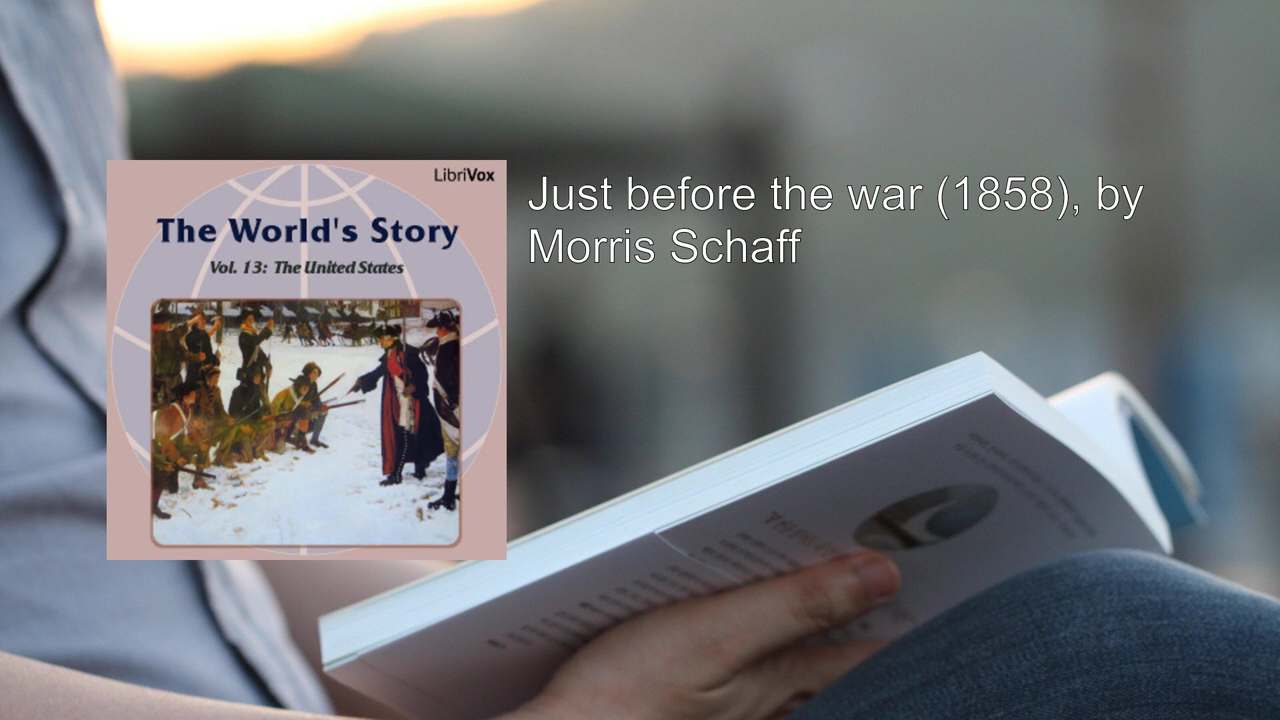 LibriVox
The World's Story
Vol. 13: The United States
Just before the war (1858), by
Morris Schaff